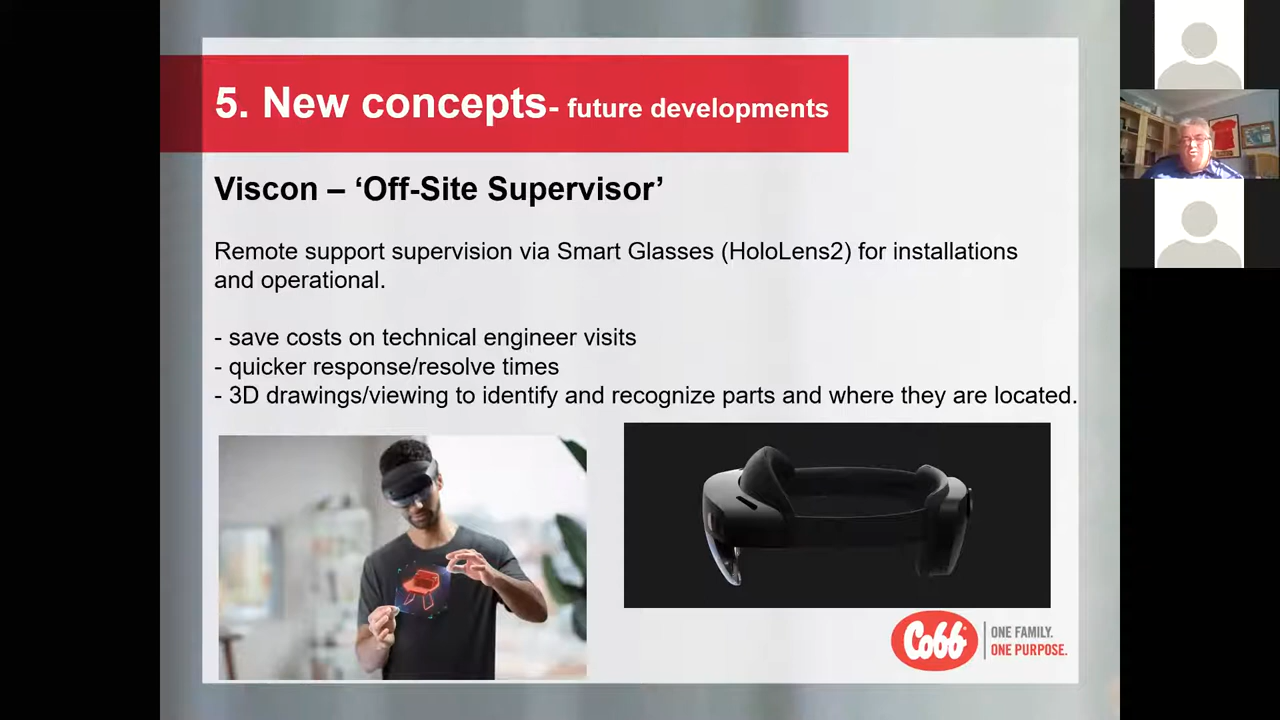 5. New concepts- future developments
Viscon – ‘Off-Site Supervisor’
Remote support supervision via Smart Glasses (HoloLens2) for installations
and operational.
- save costs on technical engineer visits
- quicker response/resolve times
- 3D drawings/viewing to identify and recognize parts and where they are located.
Cobb
ONE FAMILY.
ONE PURPOSE.